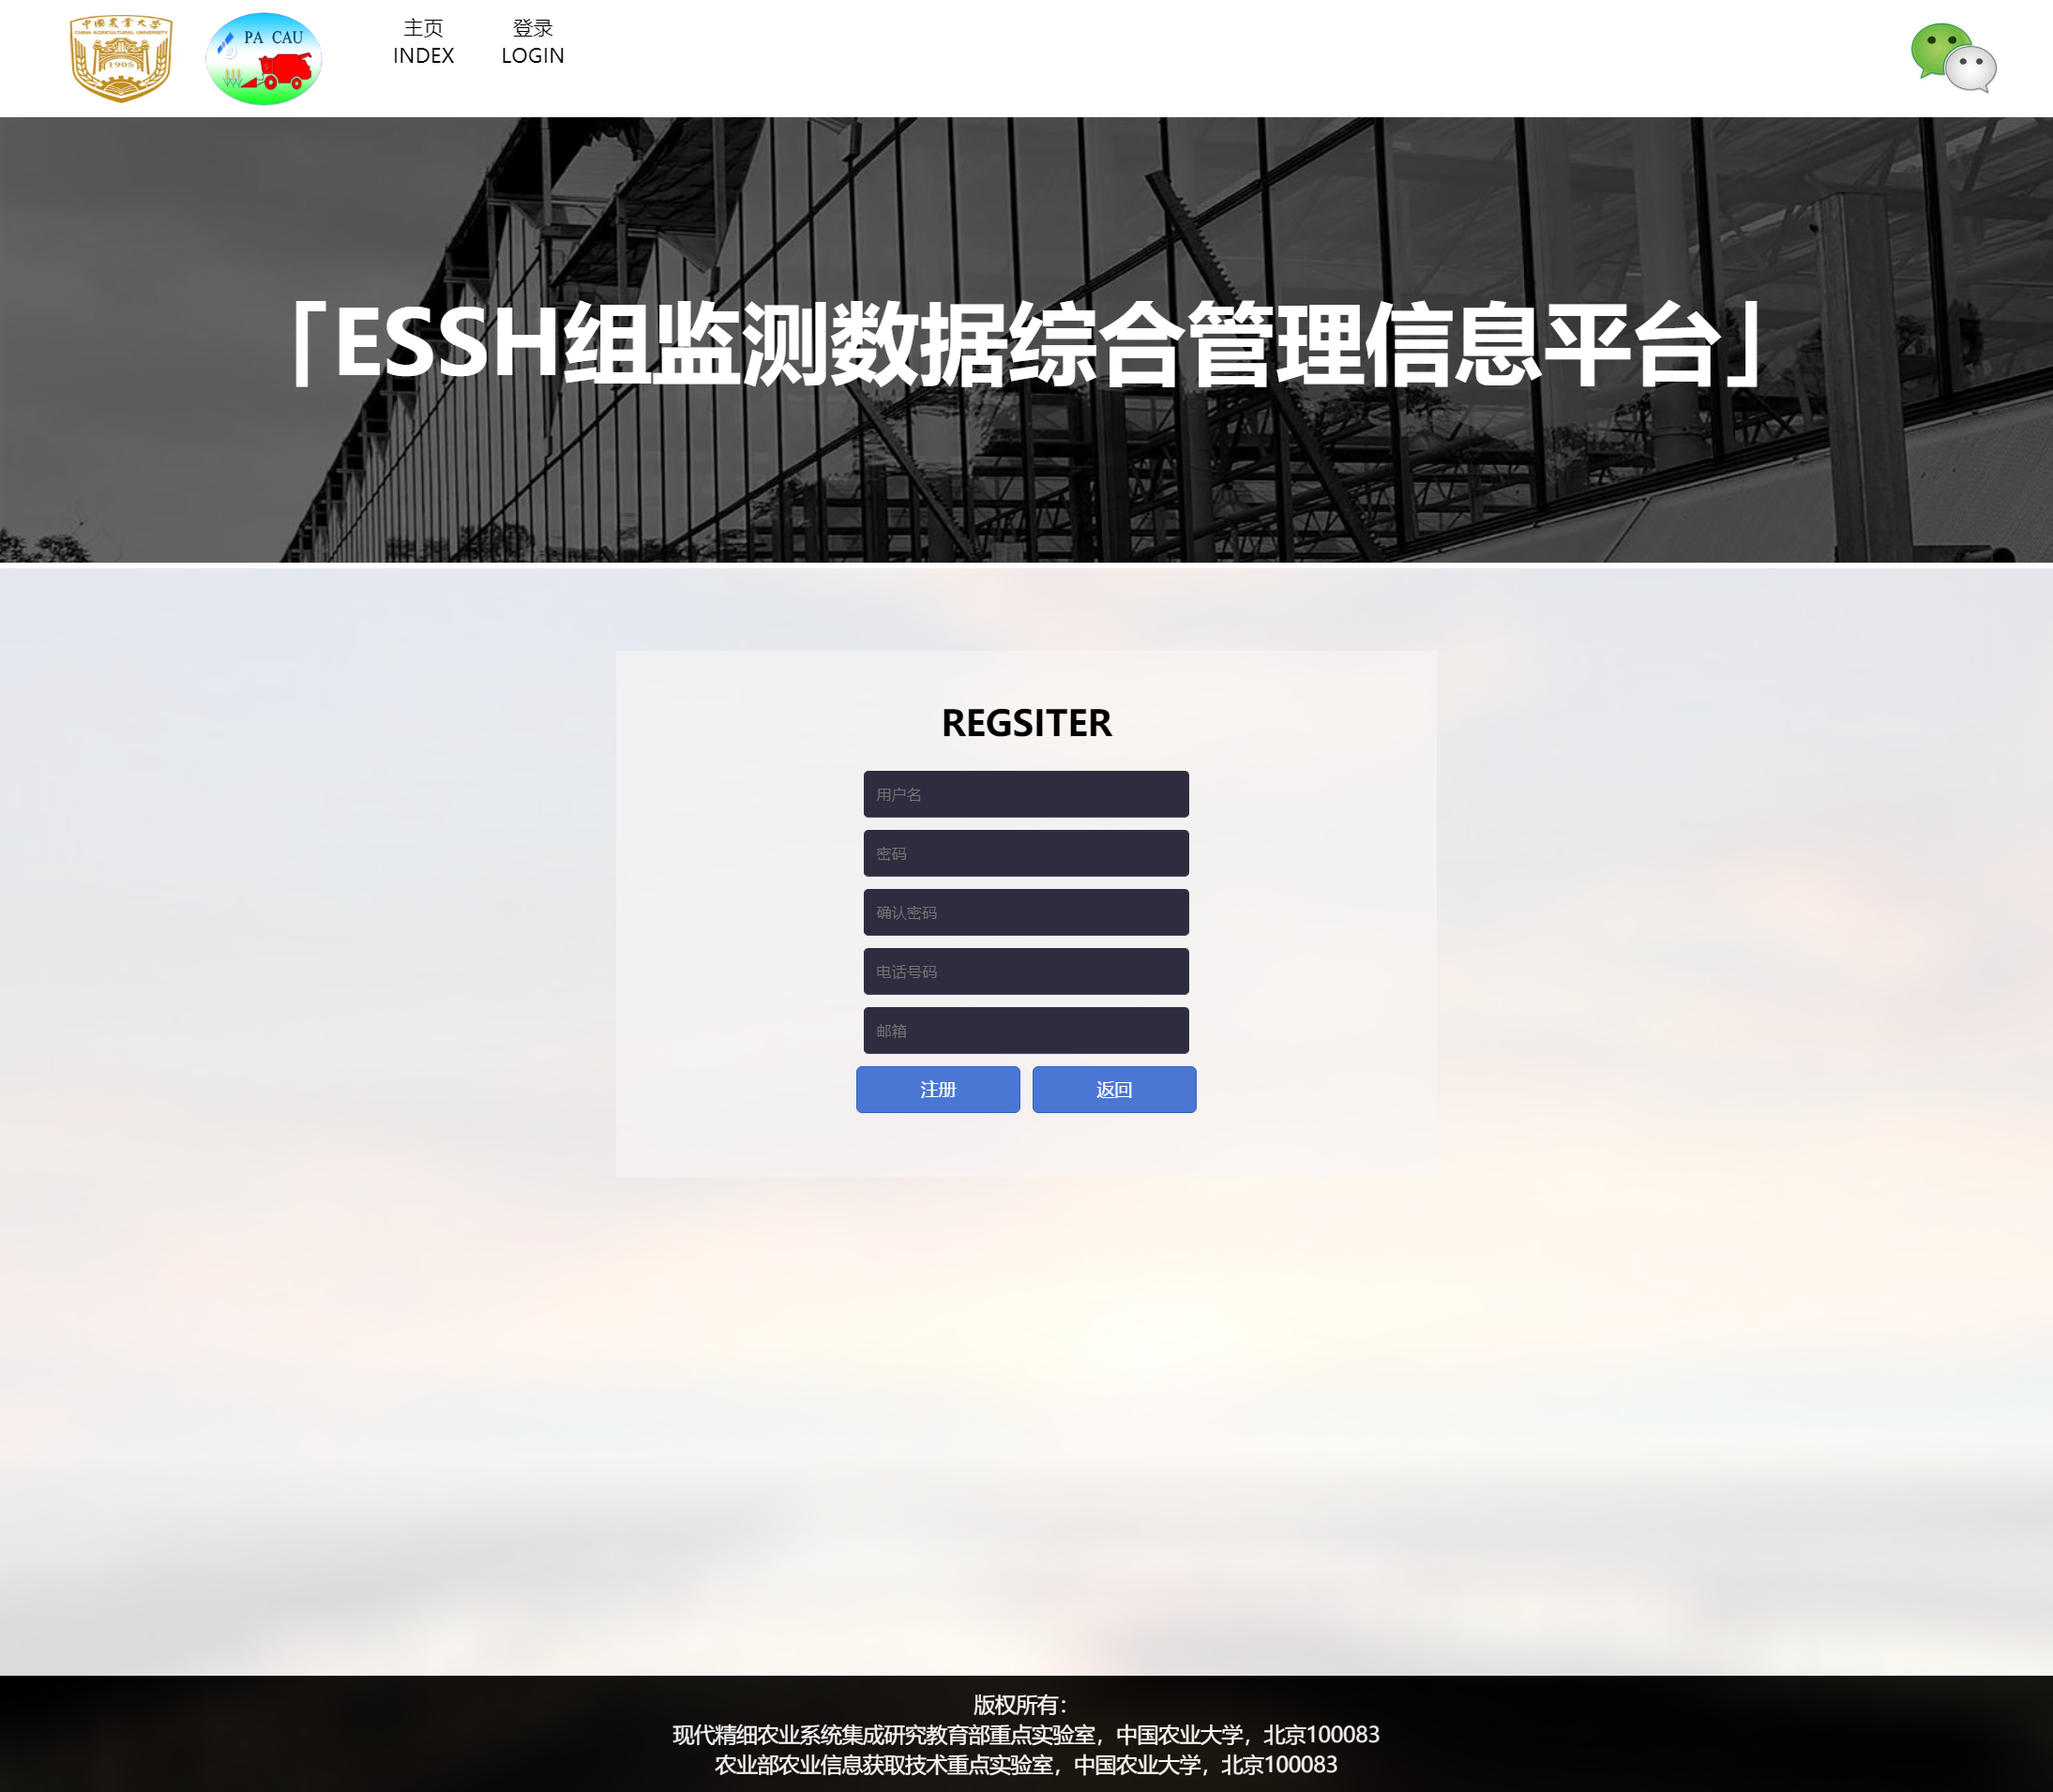 中国农业大学
CHINA AGRICULTURAL UNIVERSITY
1905
PA CAU
主页
INDEX
登录
LOGIN
「ESSH组监测数据综合管理信息平台」
REGSITER
用户名
密码
确认密码
电话号码
邮箱
注册
返回
版权所有：
现代精细农业系统集成研究教育部重点实验室，中国农业大学，北京100083
农业部农业信息获取技术重点实验室，中国农业大学，北京100083